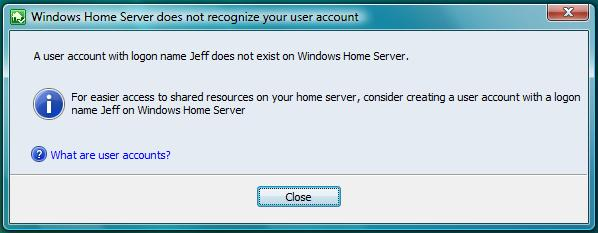 Windows Home Server does not recognize your user account
A user account with logon name Jeff does not exist on Windows Home Server.
For easier access to shared resources on your home server, consider creating a user account with a logon
name Jeff on Windows Home Server
What are user accounts?
Close